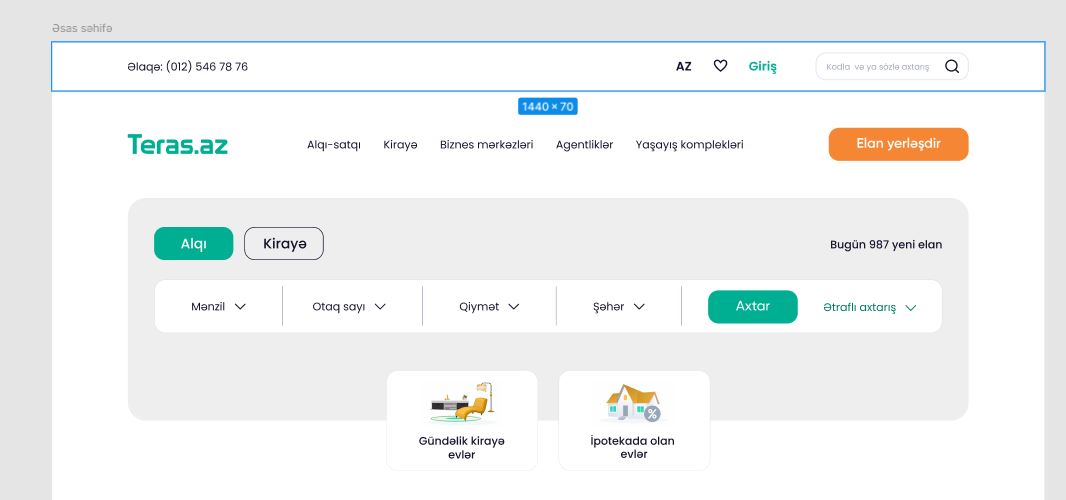 Əsas səhifə
Əlaqə: (012) 546 78 76
AZ
Giriş
Kodla və ya sözlə axtarış
1440 × 70
Teras.az
Alqı-satqı
Kirayə
Biznes mərkəzləri
Agentliklər
Yaşayış kompleksləri
Elan yerləşdir
Alqı
Kirayə
Bugün 987 yeni elan
Mənzil
Otaq sayı
Qiymət
Şəhər
Axtar
Ətraflı axtarış
Gündəlik kirayə
evlər
İpotekada olan
evlər
%